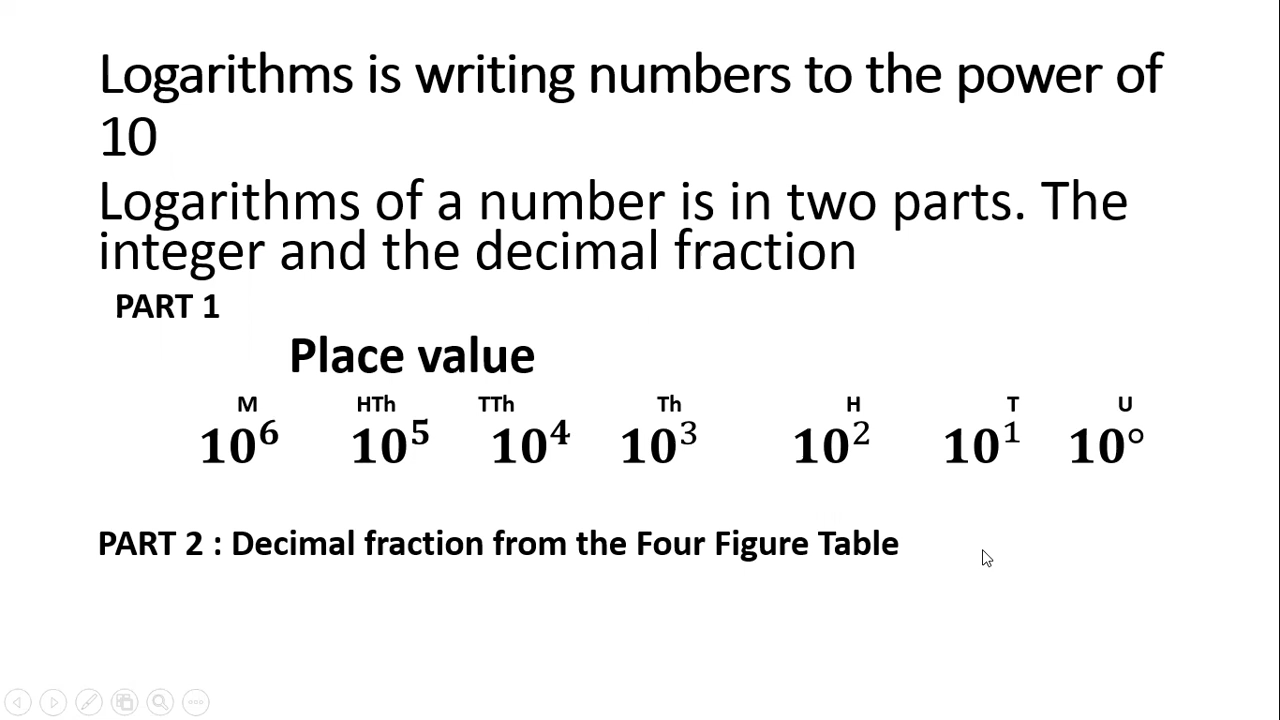 Logarithms is writing numbers to the power of
10
Logarithms of a number is in two parts. The
integer and the decimal fraction
PART 1
Place value
M HTh TTh Th H T U
10⁶ 10⁵ 10⁴ 10³ 10² 10¹ 10°
PART 2 : Decimal fraction from the Four Figure Table